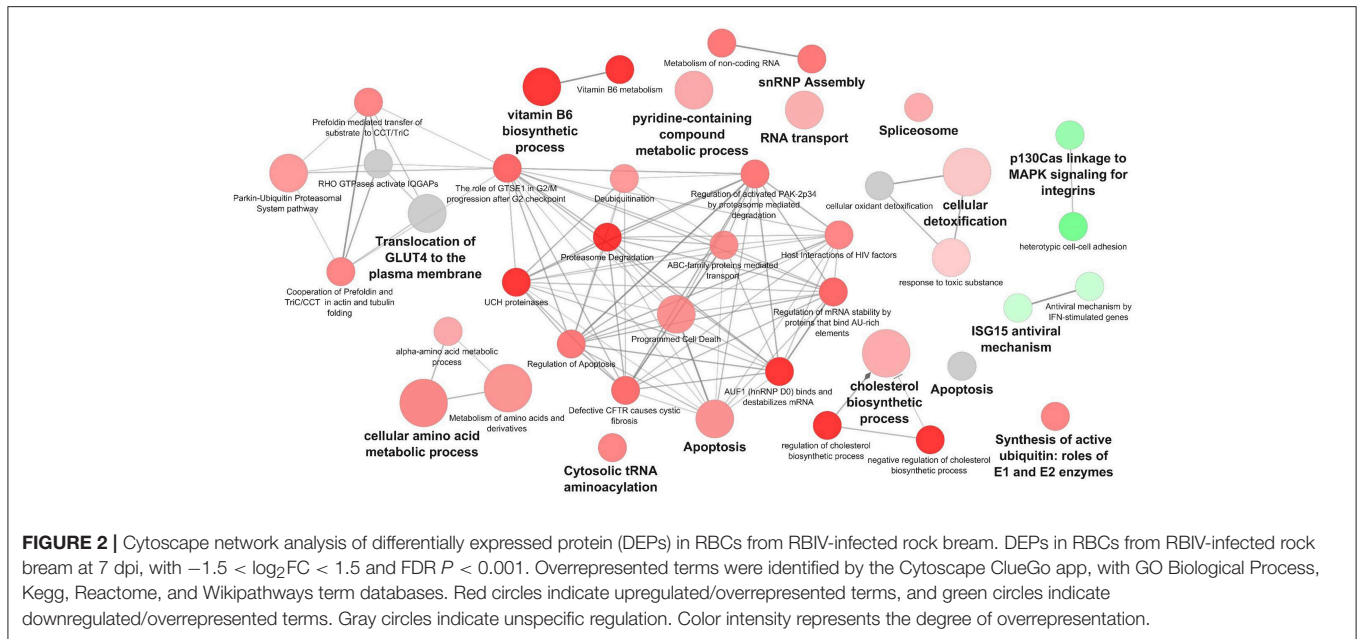 Metabolism of non-coding RNA
snRNP Assembly
Vitamin B6 metabolism
vitamin B6
biosynthetic
process
pyridine-containing
compound
metabolic process
RNA transport
Spliceosome
Prefoldin mediated transfer of
substrate to CCT/TriC
RHO GTPases activate IQGAPs
Parkin-Ubiquitin Proteasomal
System pathway
Translocation of
GLUT4 to the
plasma membrane
Cooperation of Prefoldin and
TriC/CCT in actin and tubulin
folding
The role of GTSE1 in G2/M
progression after G2 checkpoint
Deubiquitination
Regulation of activated PAK-2p34
by proteasome mediated
degradation
cellular oxidant detoxification
cellular
detoxification
response to toxic substance
p130Cas linkage to
MAPK signaling for
integrins
heterotypic cell-cell adhesion
Proteasome Degradation
ABC-family proteins mediated
transport
Host Interactions of HIV factors
UCH proteinases
Regulation of mRNA stability by
proteins that bind AU-rich
elements
Programmed Cell Death
Antiviral mechanism by
IFN-stimulated genes
ISG15 antiviral
mechanism
alpha-amino acid metabolic
process
Regulation of Apoptosis
AUF1 (hnRNP D0) binds and
destabilizes mRNA
cholesterol
biosynthetic
process
Apoptosis
Metabolism of amino acids and
derivatives
cellular amino acid
metabolic process
Defective CFTR causes cystic
fibrosis
Apoptosis
regulation of cholesterol
biosynthetic process
negative regulation of cholesterol
biosynthetic process
Cytosolic tRNA
aminoacylation
Synthesis of active
ubiquitin: roles of
E1 and E2 enzymes
FIGURE 2 | Cytoscape network analysis of differentially expressed protein (DEPs) in RBCs from RBIV-infected rock bream. DEPs in RBCs from RBIV-infected rock
bream at 7 dpi, with −1.5 < log₂FC < 1.5 and FDR P < 0.001. Overrepresented terms were identified by the Cytoscape ClueGo app, with GO Biological Process,
Kegg, Reactome, and Wikipathways term databases. Red circles indicate upregulated/overrepresented terms, and green circles indicate
downregulated/overrepresented terms. Gray circles indicate unspecific regulation. Color intensity represents the degree of overrepresentation.